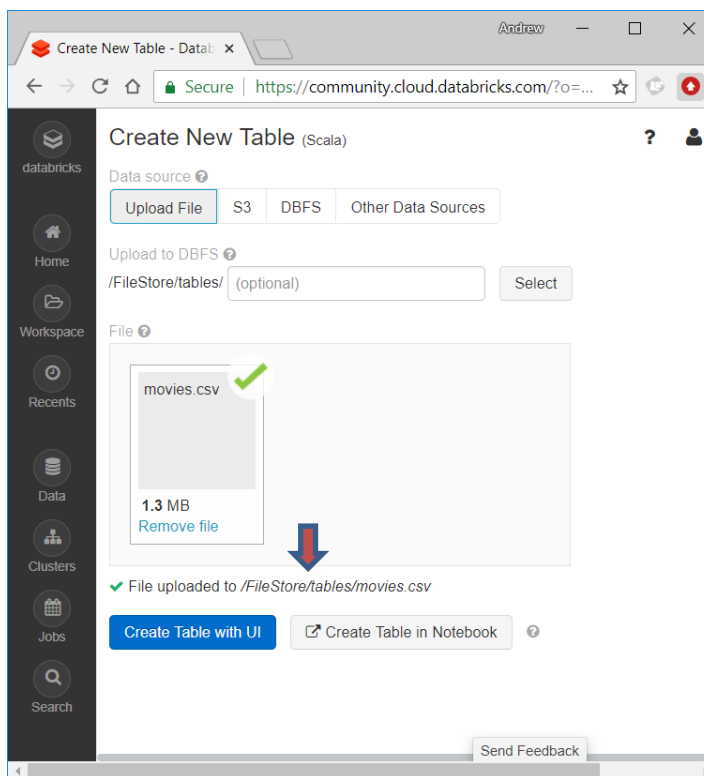 Andrew
Create New Table - Datab
Secure | https://community.cloud.databricks.com/?o=...
databricks
Create New Table (Scala)
?
Data source ?
Upload File S3 DBFS Other Data Sources
Home
Upload to DBFS ?
/FileStore/tables/ (optional) Select
Workspace
File ?
movies.csv
Recents
Data
1.3 MB
Remove file
Clusters
File uploaded to /FileStore/tables/movies.csv
Jobs
Create Table with UI Create Table in Notebook ?
Search
Send Feedback